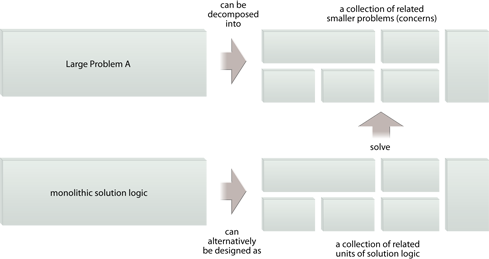 can be
decomposed
into
a collection of related
smaller problems (concerns)
Large Problem A
solve
monolithic solution logic
can
alternatively
be designed as
a collection of related
units of solution logic